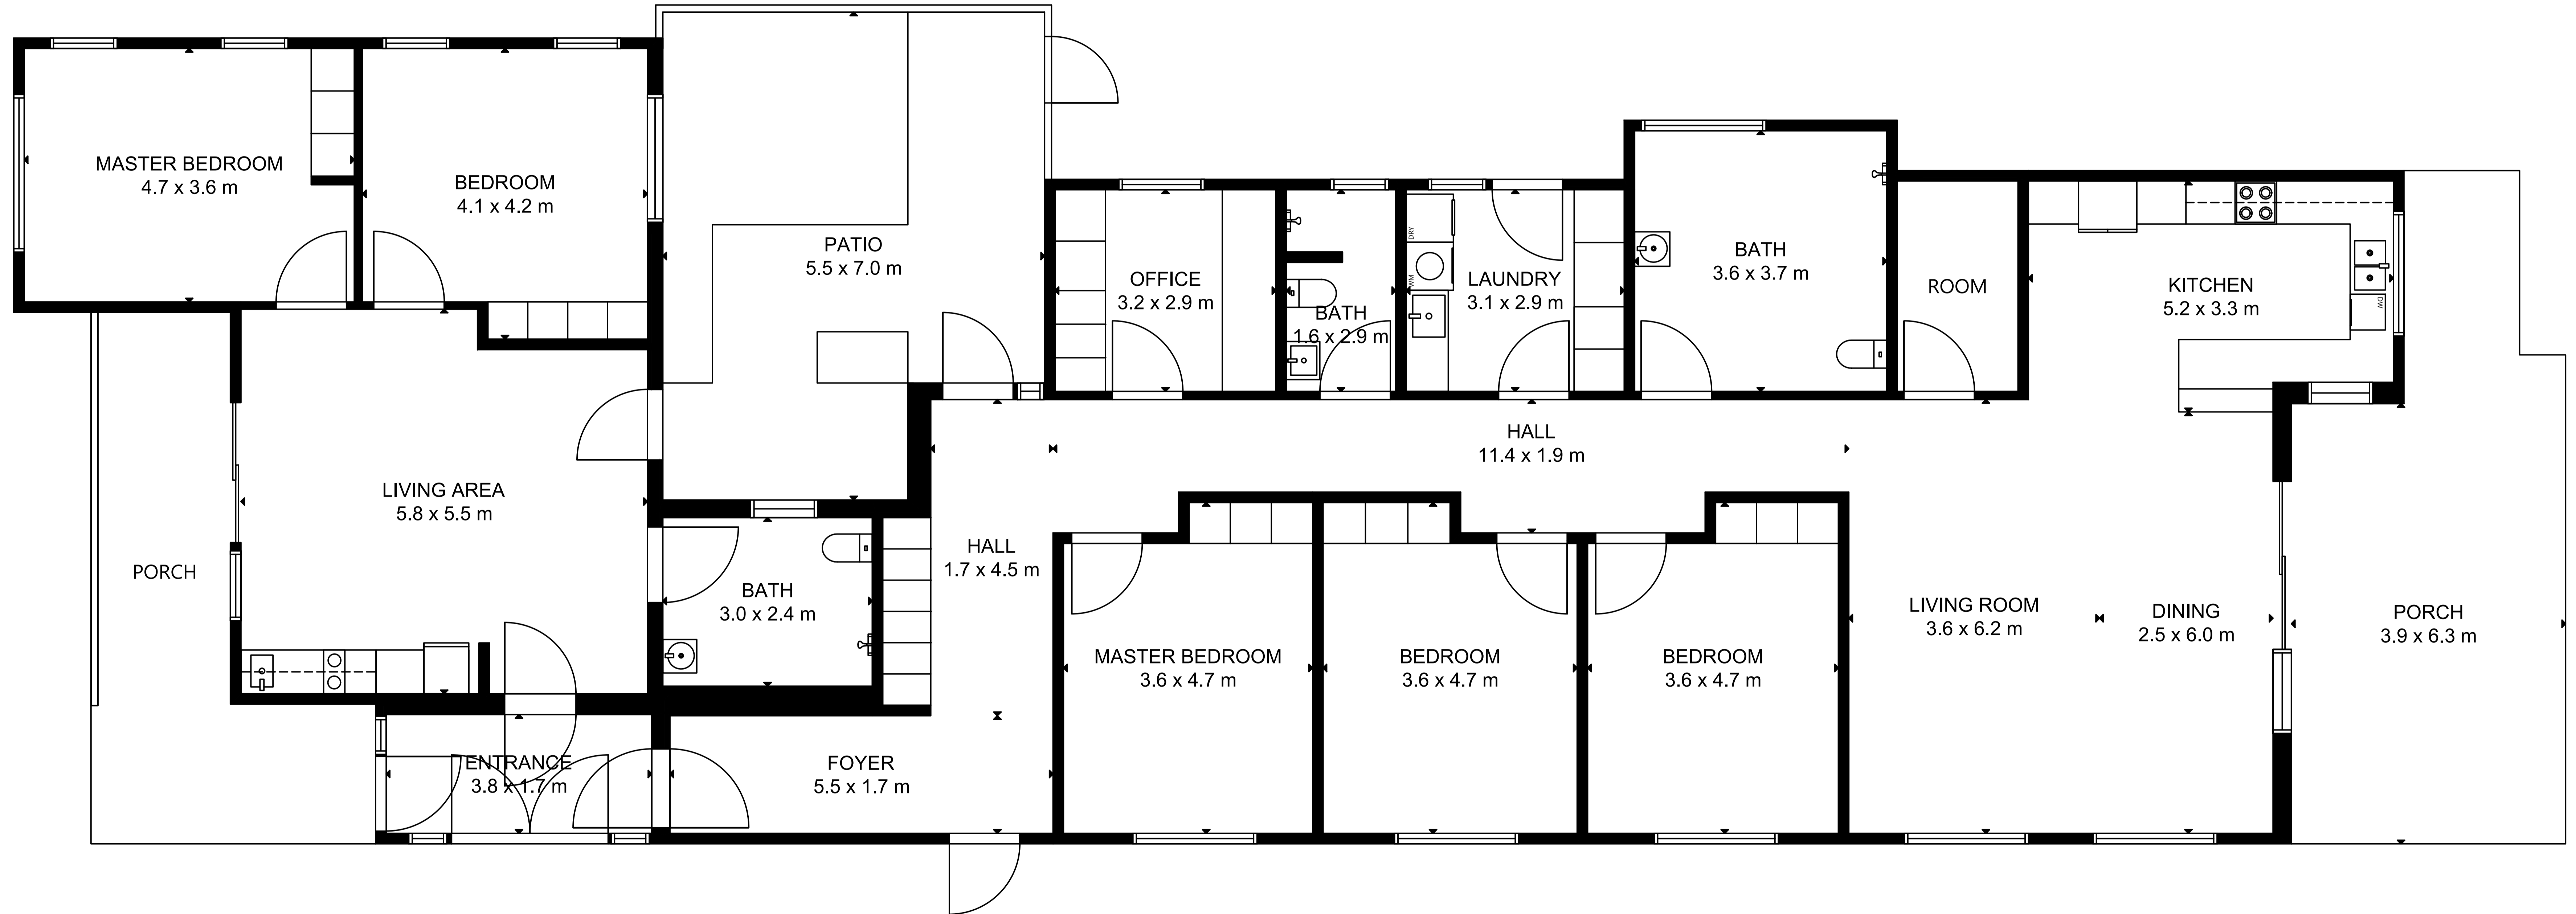 MASTER BEDROOM
4.7 x 3.6 m
BEDROOM
4.1 x 4.2 m
PATIO
5.5 x 7.0 m
OFFICE
3.2 x 2.9 m
BATH
1.6 x 2.9 m
DRY
WM
LAUNDRY
3.1 x 2.9 m
BATH
3.6 x 3.7 m
ROOM
KITCHEN
5.2 x 3.3 m
DW
HALL
11.4 x 1.9 m
LIVING AREA
5.8 x 5.5 m
PORCH
BATH
3.0 x 2.4 m
HALL
1.7 x 4.5 m
MASTER BEDROOM
3.6 x 4.7 m
BEDROOM
3.6 x 4.7 m
BEDROOM
3.6 x 4.7 m
LIVING ROOM
3.6 x 6.2 m
DINING
2.5 x 6.0 m
PORCH
3.9 x 6.3 m
ENTRANCE
3.8 x 1.7 m
FOYER
5.5 x 1.7 m